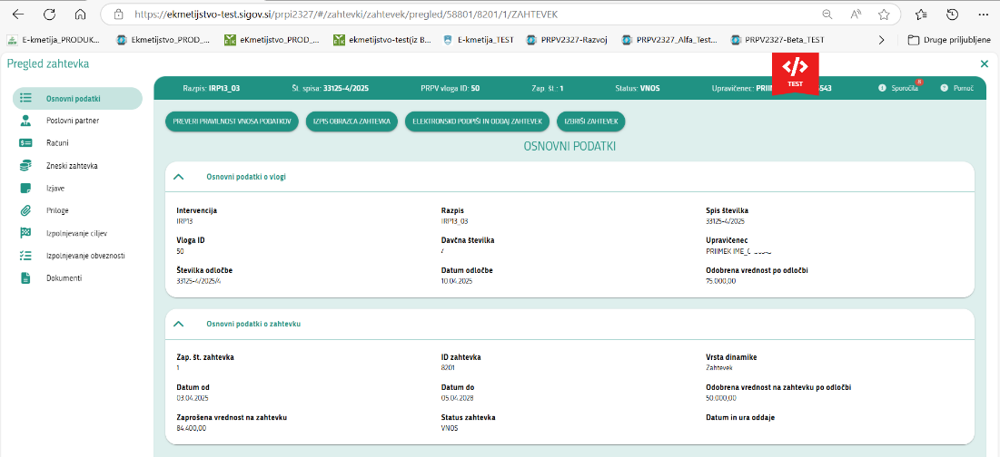 https://ekmetijstvo-test.sigov.si/prpi2327/#/zahtevki/zahtevek/pregled/58801/8201/1/ZAHTEVEK
E-kmetija_PRODUK... Ekmetijstvo_PROD_... eKmetijstvo_PROD_... ekmetijstvo-test(iz B... E-kmetija_TEST PRPV2327-Razvoj PRPV2327_Alfa_Test... PRPV2327-Beta_TEST Druge priljubljene
Pregled zahtevka
TEST
Razpis: IRP13_03 Št. spisa: 33125-4/2025 PRPV vloga ID: 50 Zap. št.: 1 Status: VNOS Upravičenec: 543 Sporočila 8 Pomoč
Osnovni podatki
Poslovni partner
Računi
Zneski zahtevka
Izjave
Priloge
Izpolnjevanje ciljev
Izpolnjevanje obveznosti
Dokumenti
PREVERI PRAVILNOST VNOSA PODATKOV IZPIS OBRAZCA ZAHTEVKA ELEKTRONSKO PODPIŠI IN ODDAJ ZAHTEVEK IZBRIŠI ZAHTEVEK
OSNOVNI PODATKI
Osnovni podatki o vlogi
Intervencija Razpis Spis številka
IRP13 IRP13_03 33125-4/2025
Vloga ID Davčna številka Upravičenec
50 PRIIMEK IME_
Številka odločbe Datum odločbe Odobrena vrednost po odločbi
33125-4/2025/4 10.04.2025 75.000,00
Osnovni podatki o zahtevku
Zap. št. zahtevka ID zahtevka Vrsta dinamike
1 8201 Zahtevek
Datum od Datum do Odobrena vrednost na zahtevku po odločbi
03.04.2025 05.04.2028 50.000,00
Zaprošena vrednost na zahtevku Status zahtevka Datum in ura oddaje
84.400,00 VNOS